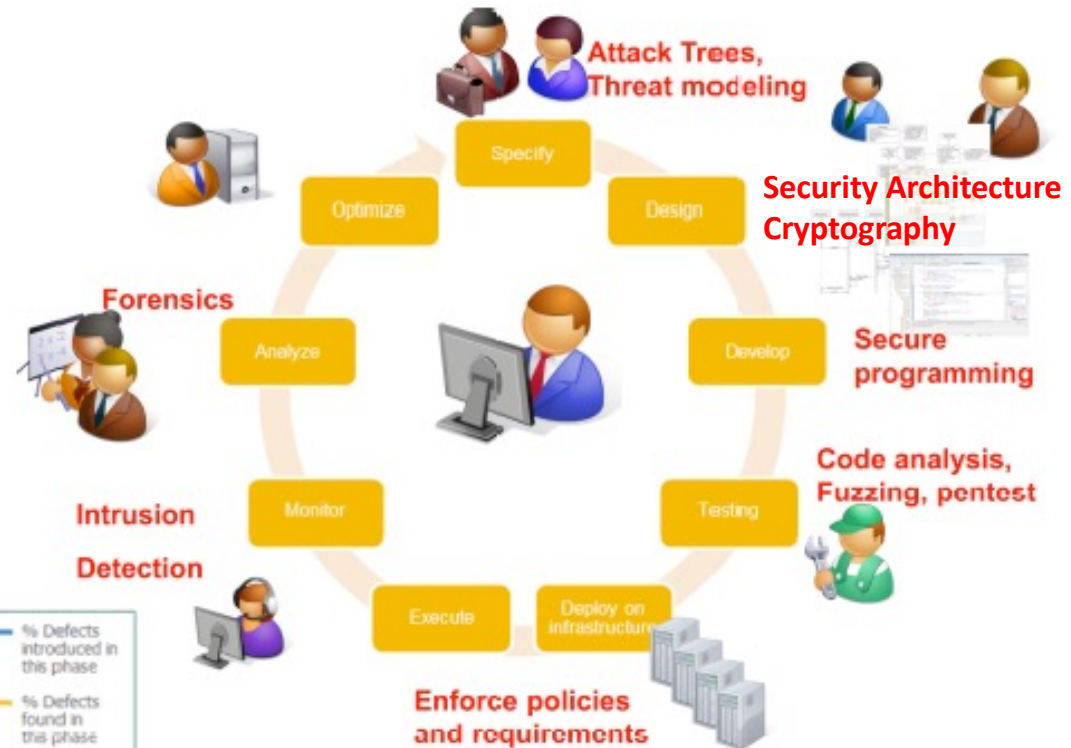 Attack Trees,
Threat modeling
Specify
Optimize
Design
Security Architecture
Cryptography
Forensics
Analyze
Develop
Secure
programming
Code analysis,
Fuzzing, pentest
Intrusion
Detection
Monitor
Testing
Execute
Deploy on
infrastructure
% Defects
introduced in
this phase
% Defects
found in
this phase
Enforce policies
and requirements